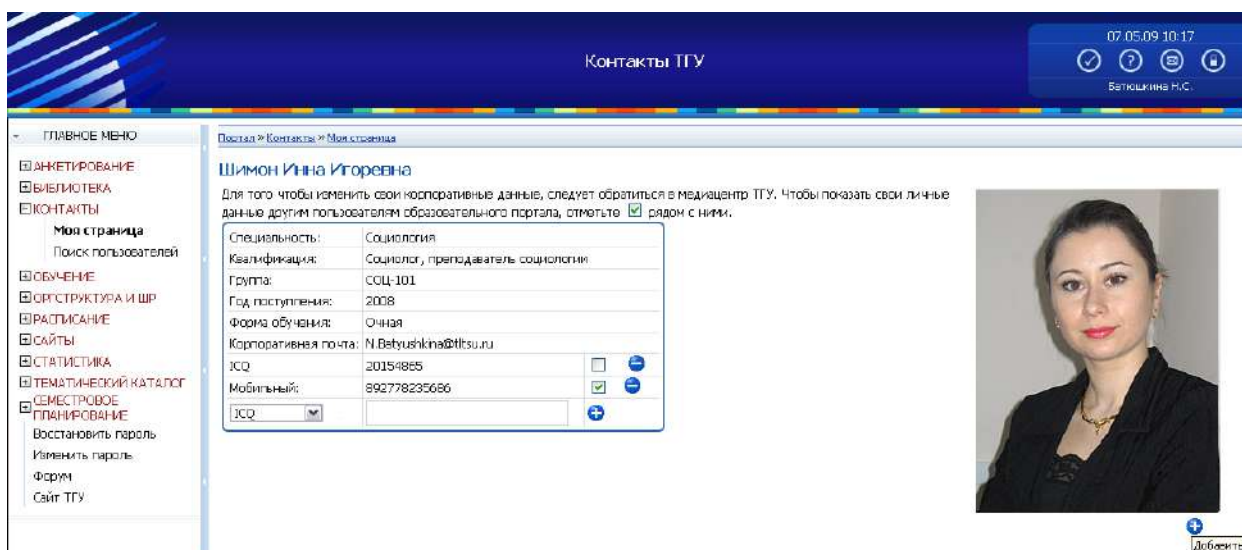 Контакты ТГУ
07.05.09 10:17
Батюшкина Н.С.
ГЛАВНОЕ МЕНЮ
АНКЕТИРОВАНИЕ
БИБЛИОТЕКА
КОНТАКТЫ
Моя страница
Поиск пользователей
ОБУЧЕНИЕ
ОРГСТРУКТУРА И ШР
РАСПИСАНИЕ
САЙТЫ
СТАТИСТИКА
ТЕМАТИЧЕСКИЙ КАТАЛОГ
СЕМЕСТРОВОЕ
ПЛАНИРОВАНИЕ
Восстановить пароль
Изменить пароль
Форум
Сайт ТГУ
Портал » Контакты » Моя страница
Шимон Инна Игоревна
Для того чтобы изменить свои корпоративные данные, следует обратиться в медиацентр ТГУ. Чтобы показать свои личные
данные другим пользователям образовательного портала, отметьте рядом с ними.
Специальность: Социология
Квалификация: Социолог, преподаватель социологии
Группа: СОЦ-101
Год поступления: 2008
Форма обучения: Очная
Корпоративная почта: N.Batyushkina@tltsu.ru
ICQ 20154865
Мобильный: 892778235686
ICQ
Добавить